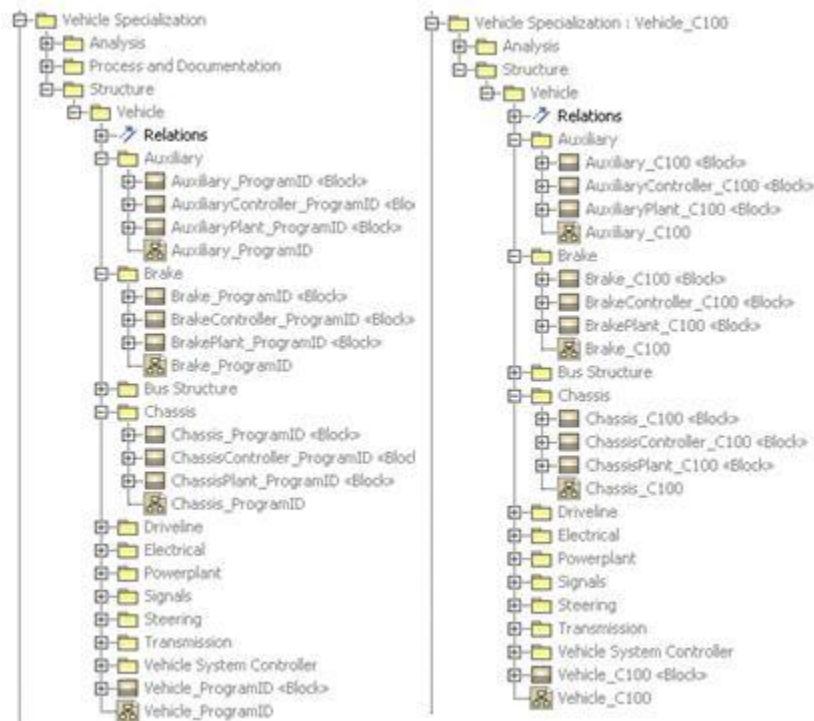 Vehicle Specialization
Analysis
Process and Documentation
Structure
Vehicle
Relations
Auxiliary
Auxiliary_ProgramID «Block»
AuxiliaryController_ProgramID «Blo
AuxiliaryPlant_ProgramID «Block»
Auxiliary_ProgramID
Brake
Brake_ProgramID «Block»
BrakeController_ProgramID «Block»
BrakePlant_ProgramID «Block»
Brake_ProgramID
Bus Structure
Chassis
Chassis_ProgramID «Block»
ChassisController_ProgramID «Block
ChassisPlant_ProgramID «Block»
Chassis_ProgramID
Driveline
Electrical
Powerplant
Signals
Steering
Transmission
Vehicle System Controller
Vehicle_ProgramID «Block»
Vehicle_ProgramID
Vehicle Specialization : Vehicle_C100
Analysis
Structure
Vehicle
Relations
Auxiliary
Auxiliary_C100 «Block»
AuxiliaryController_C100 «Block»
AuxiliaryPlant_C100 «Block»
Auxiliary_C100
Brake
Brake_C100 «Block»
BrakeController_C100 «Block»
BrakePlant_C100 «Block»
Brake_C100
Bus Structure
Chassis
Chassis_C100 «Block»
ChassisController_C100 «Block»
ChassisPlant_C100 «Block»
Chassis_C100
Driveline
Electrical
Powerplant
Signals
Steering
Transmission
Vehicle System Controller
Vehicle_C100 «Block»
Vehicle_C100